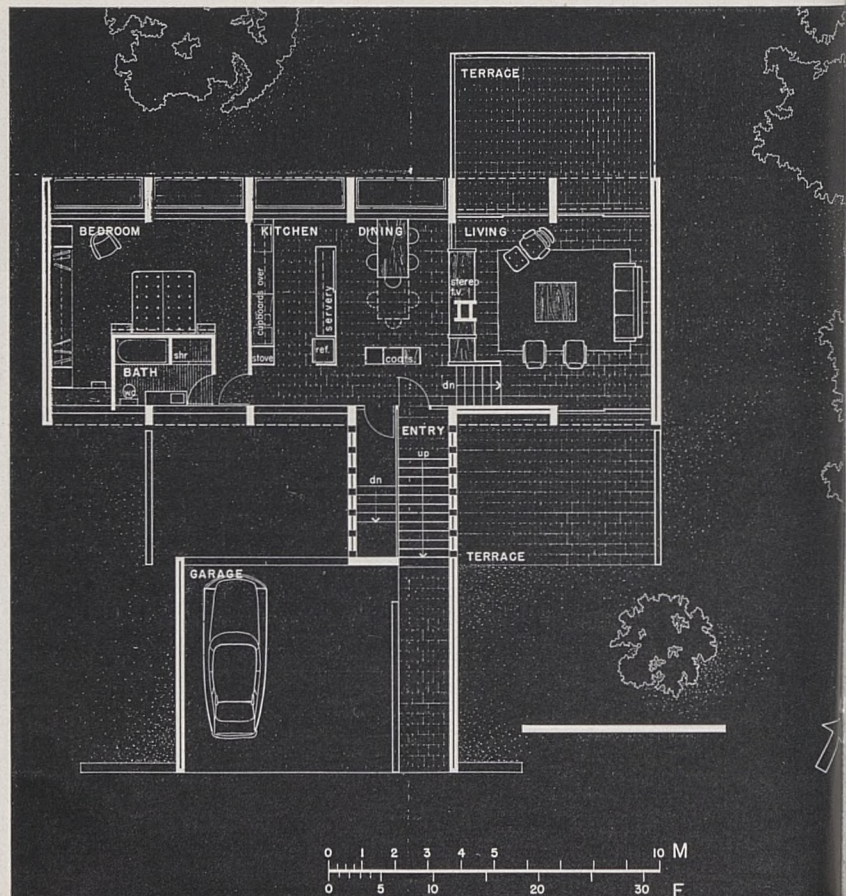 TERRACE
BEDROOM
KITCHEN
DINING
LIVING
cupboards over
servery
stereo
t.v.
stove
ref.
shr
coats
BATH
wc
dn
ENTRY
up
dn
TERRACE
GARAGE
0 1 2 3 4 5 10 M
0 5 10 20 30 F